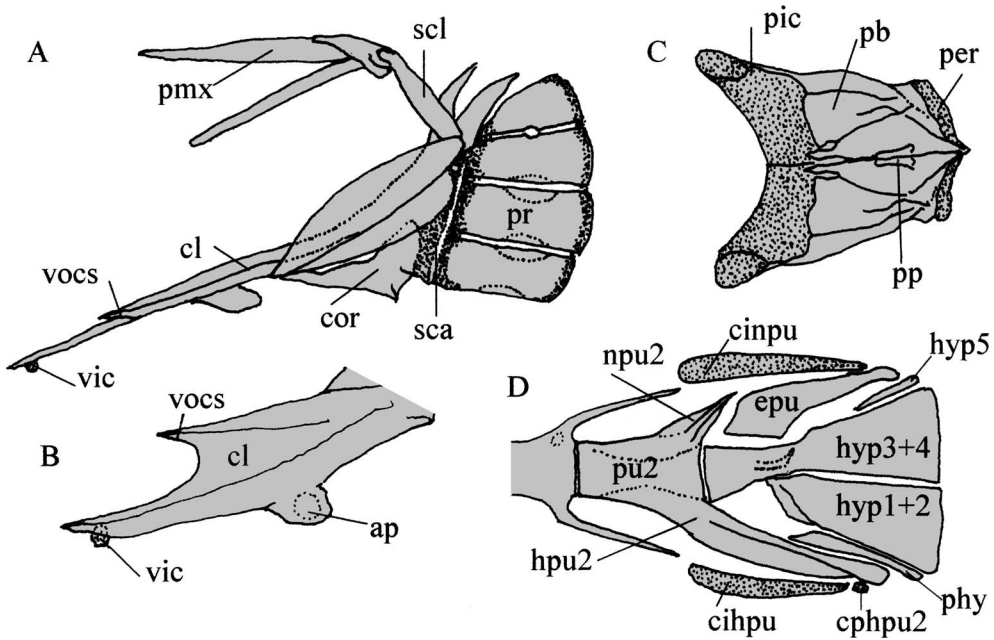 A
scl
pmx
pr
cl
vocs
cor
sca
vic
C
pic
pb
per
pp
B
vocs
cl
ap
vic
D
npu2
cinpu
hyp5
epu
hyp3+4
pu2
hyp1+2
hpu2
phy
cihpu
cphpu2